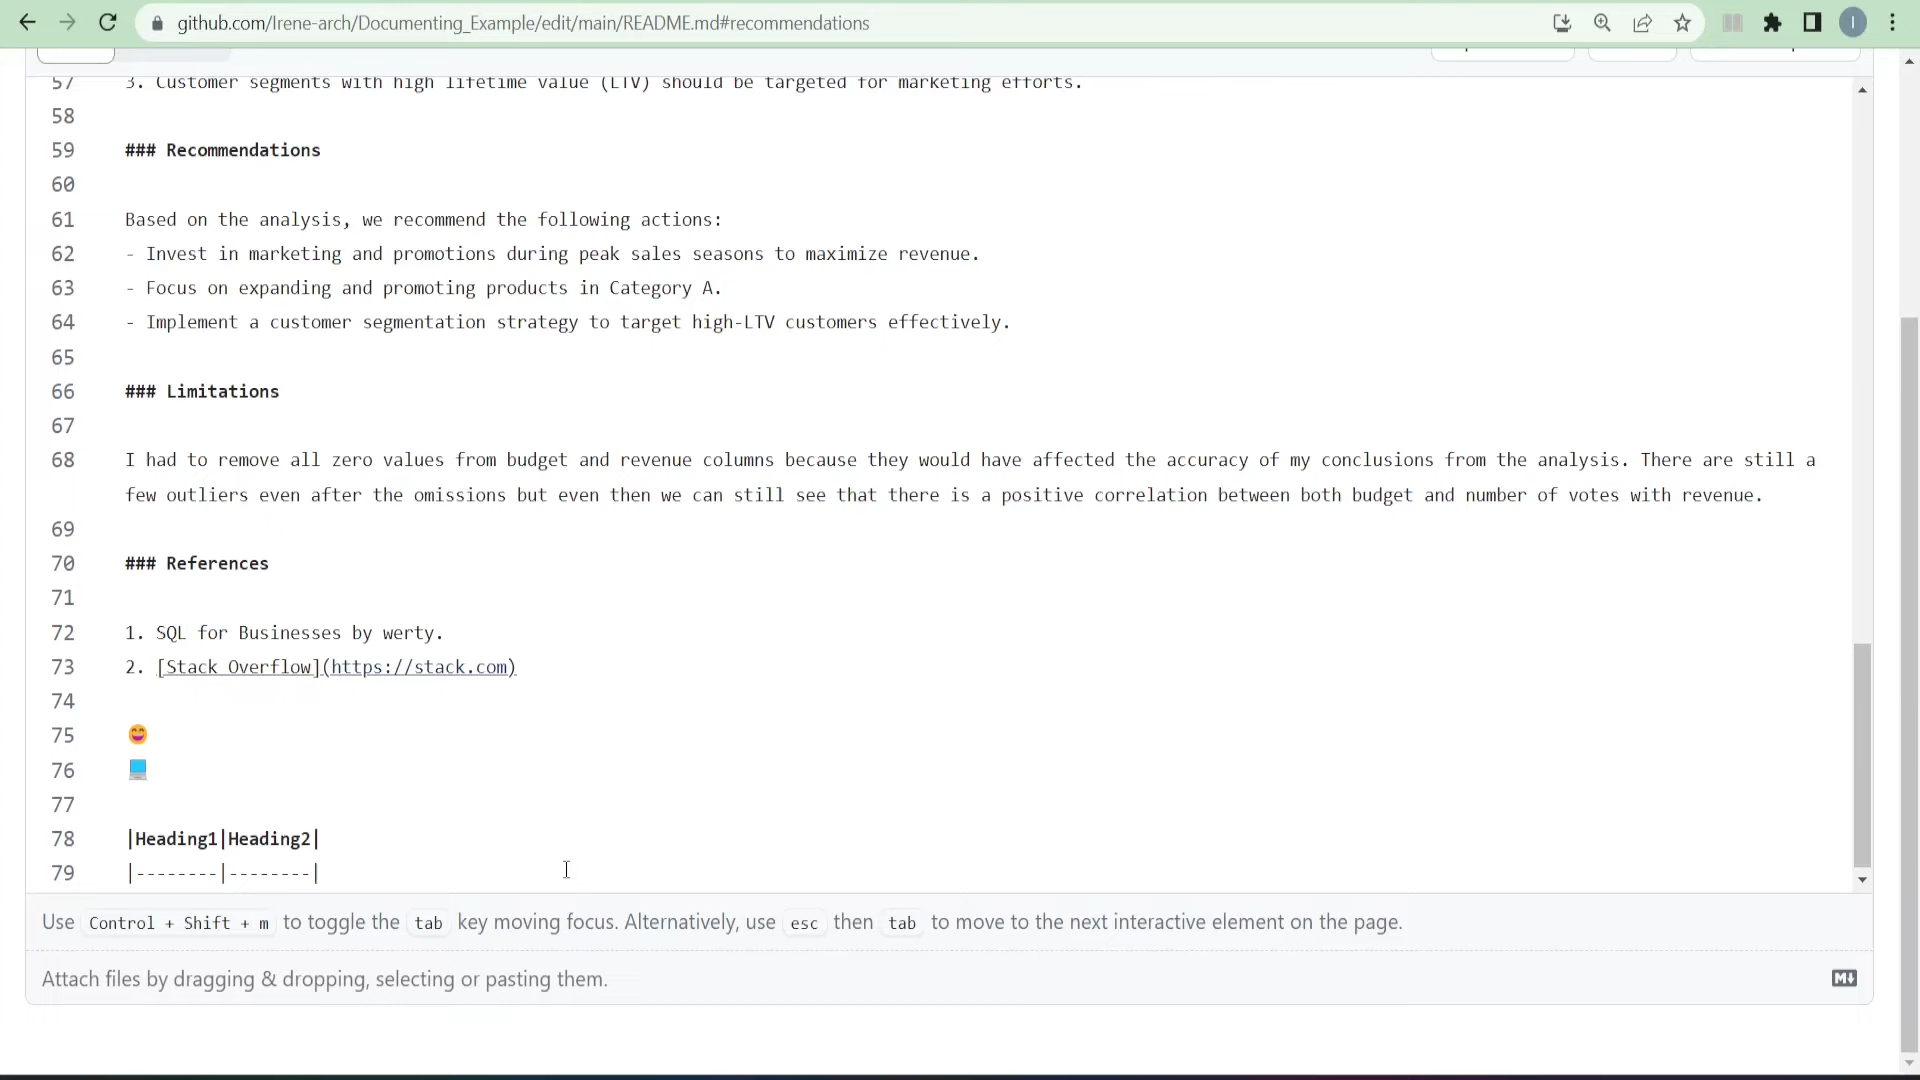 github.com/Irene-arch/Documenting_Example/edit/main/README.md#recommendations
I
57 3. Customer segments with high lifetime value (LTV) should be targeted for marketing efforts.
58
59 ### Recommendations
60
61 Based on the analysis, we recommend the following actions:
62 - Invest in marketing and promotions during peak sales seasons to maximize revenue.
63 - Focus on expanding and promoting products in Category A.
64 - Implement a customer segmentation strategy to target high-LTV customers effectively.
65
66 ### Limitations
67
68 I had to remove all zero values from budget and revenue columns because they would have affected the accuracy of my conclusions from the analysis. There are still a
few outliers even after the omissions but even then we can still see that there is a positive correlation between both budget and number of votes with revenue.
69
70 ### References
71
72 1. SQL for Businesses by werty.
73 2. [Stack Overflow](https://stack.com)
74
75 😄
76 💻
77
78 |Heading1|Heading2|
79 |--------|--------|
Use Control + Shift + m to toggle the tab key moving focus. Alternatively, use esc then tab to move to the next interactive element on the page.
Attach files by dragging & dropping, selecting or pasting them.
M↓